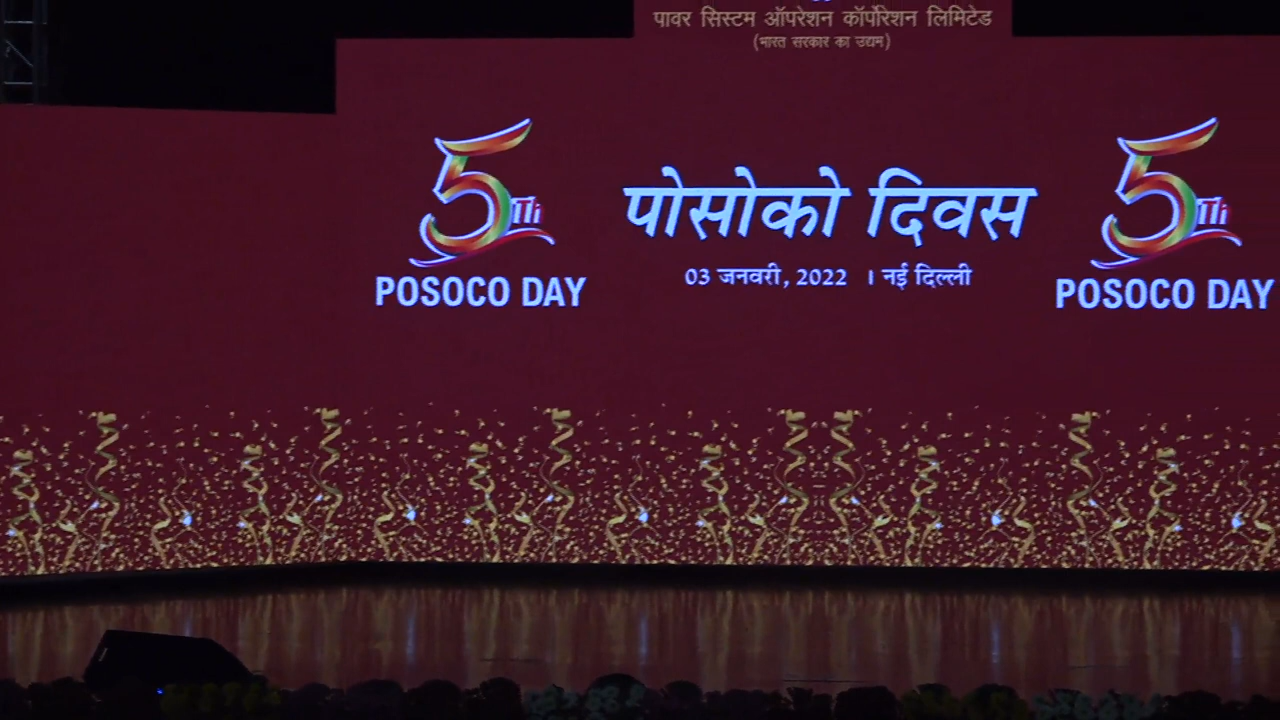 पावर सिस्टम ऑपरेशन कॉर्पोरेशन लिमिटेड
(भारत सरकार का उद्यम)
5Th
POSOCO DAY
पोसोको दिवस
03 जनवरी, 2022 । नई दिल्ली
5Th
POSOCO DAY